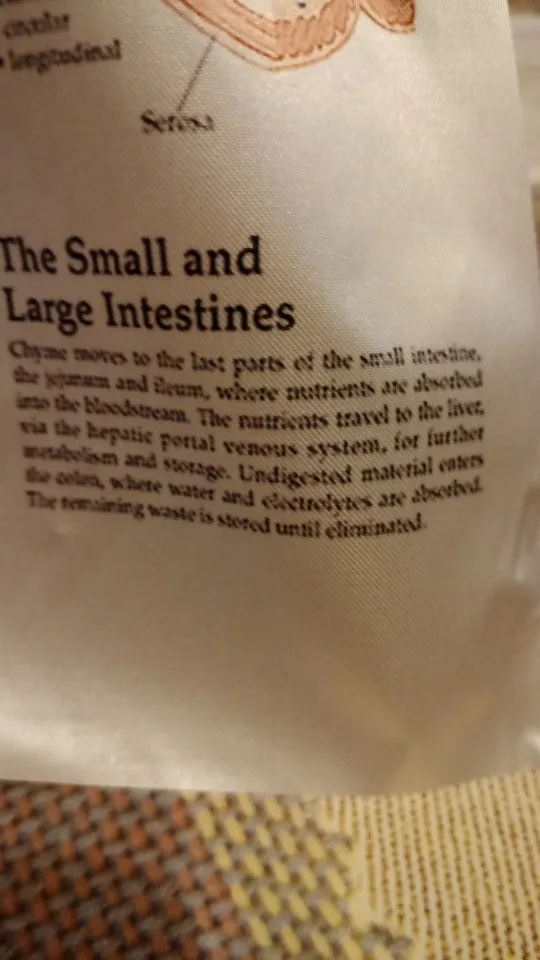 circular
longitudinal
Serosa
The Small and
Large Intestines
Chyme moves to the last parts of the small intestine,
the jejunum and ileum, where nutrients are absorbed
into the bloodstream. The nutrients travel to the liver,
via the hepatic portal venous system, for further
metabolism and storage. Undigested material enters
the colon, where water and electrolytes are absorbed.
The remaining waste is stored until eliminated.